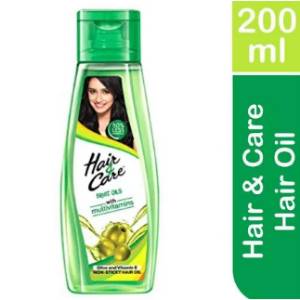 Hair & Care
FRUIT OILS
with
multivitamins
Olive and Vitamin E
NON-STICKY HAIR OIL
200
ml
Hair & Care
Hair Oil